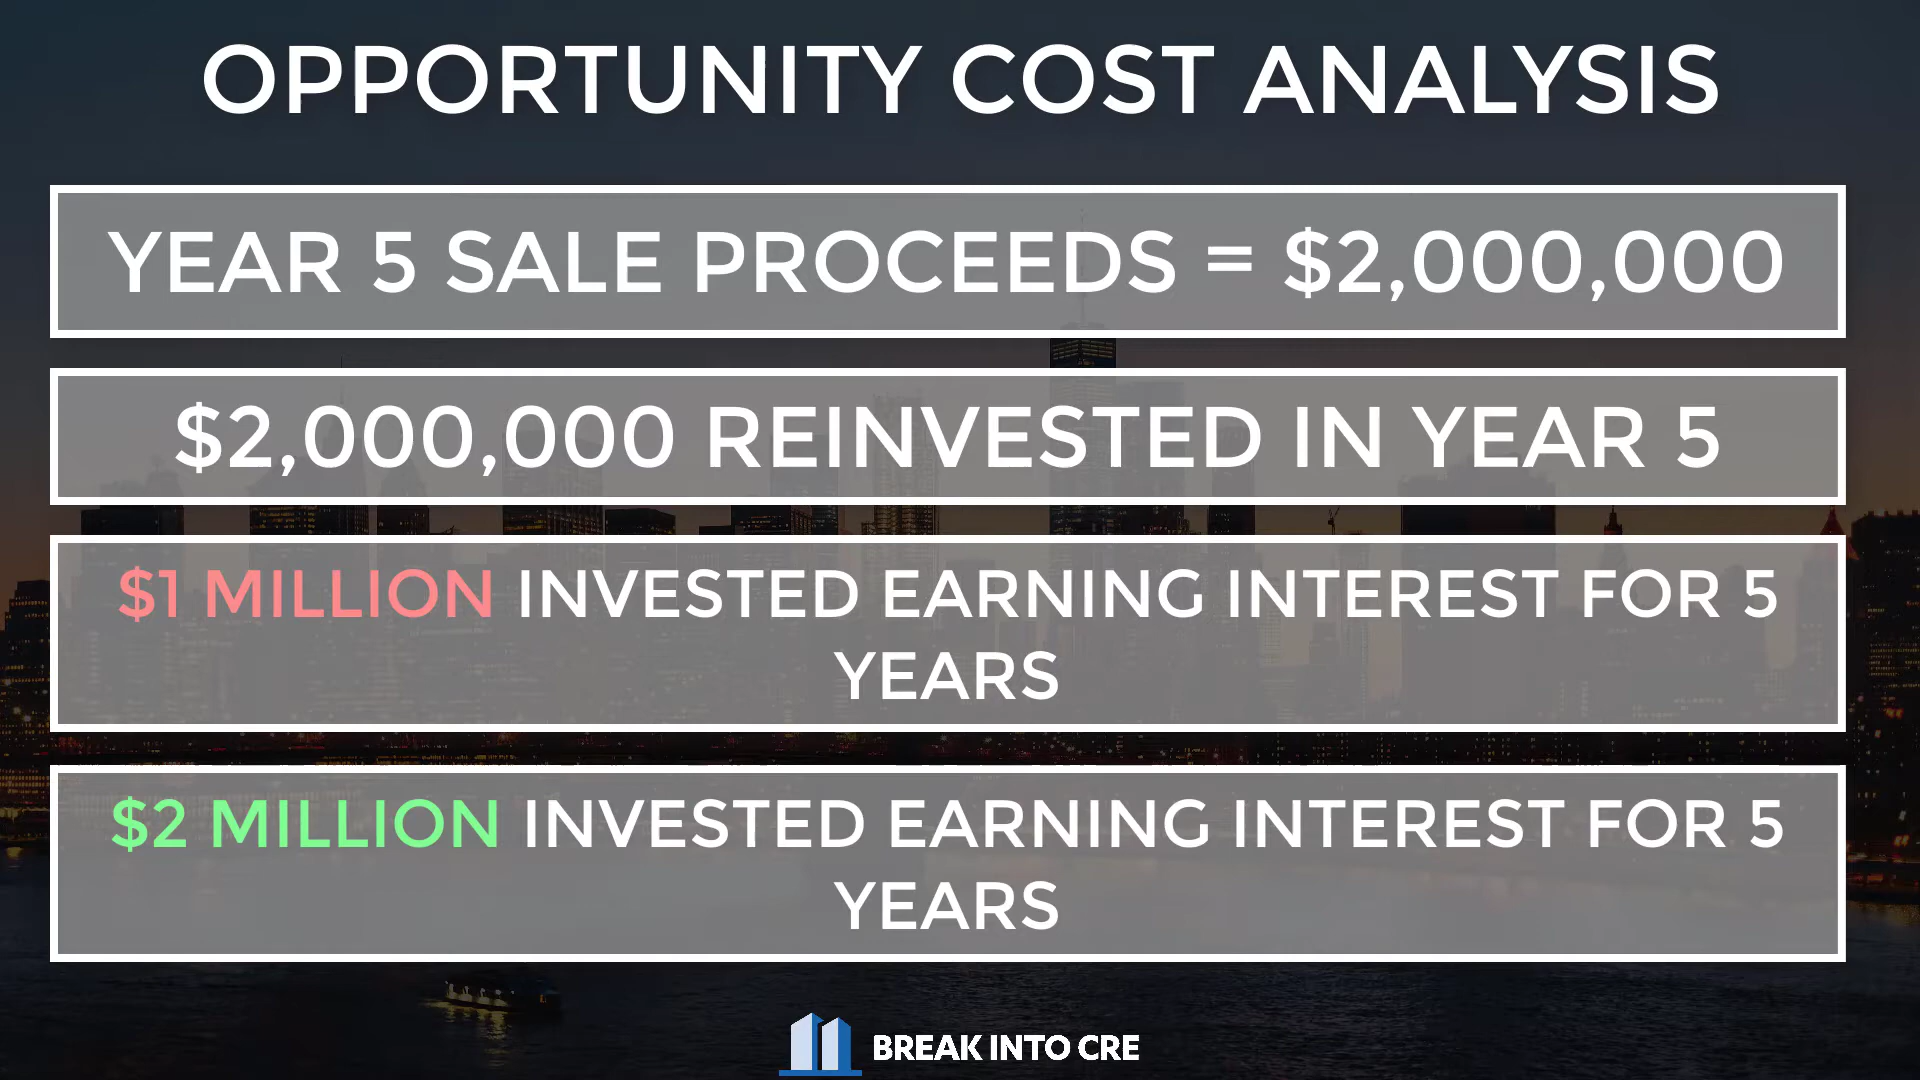 OPPORTUNITY COST ANALYSIS
YEAR 5 SALE PROCEEDS = $2,000,000
$2,000,000 REINVESTED IN YEAR 5
$1 MILLION INVESTED EARNING INTEREST FOR 5
YEARS
$2 MILLION INVESTED EARNING INTEREST FOR 5
YEARS
BREAK INTO CRE